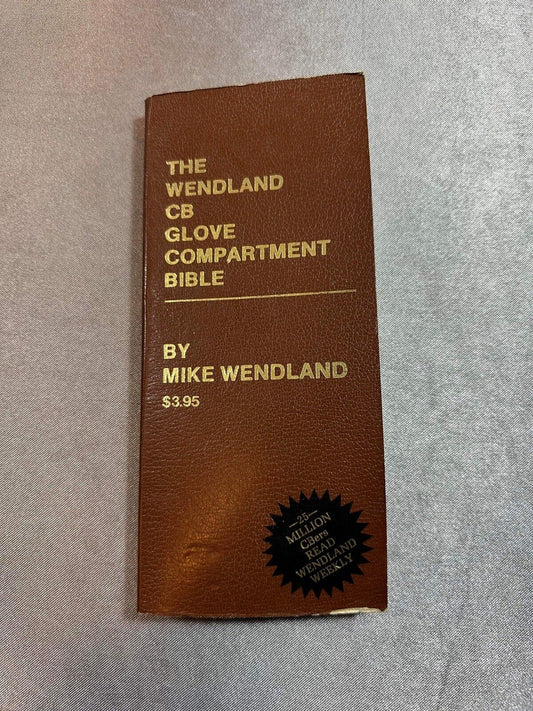 THE
WENDLAND
CB
GLOVE
COMPARTMENT
BIBLE
BY
MIKE WENDLAND
$3.95
—25—
MILLION
CBers
READ
WENDLAND
WEEKLY